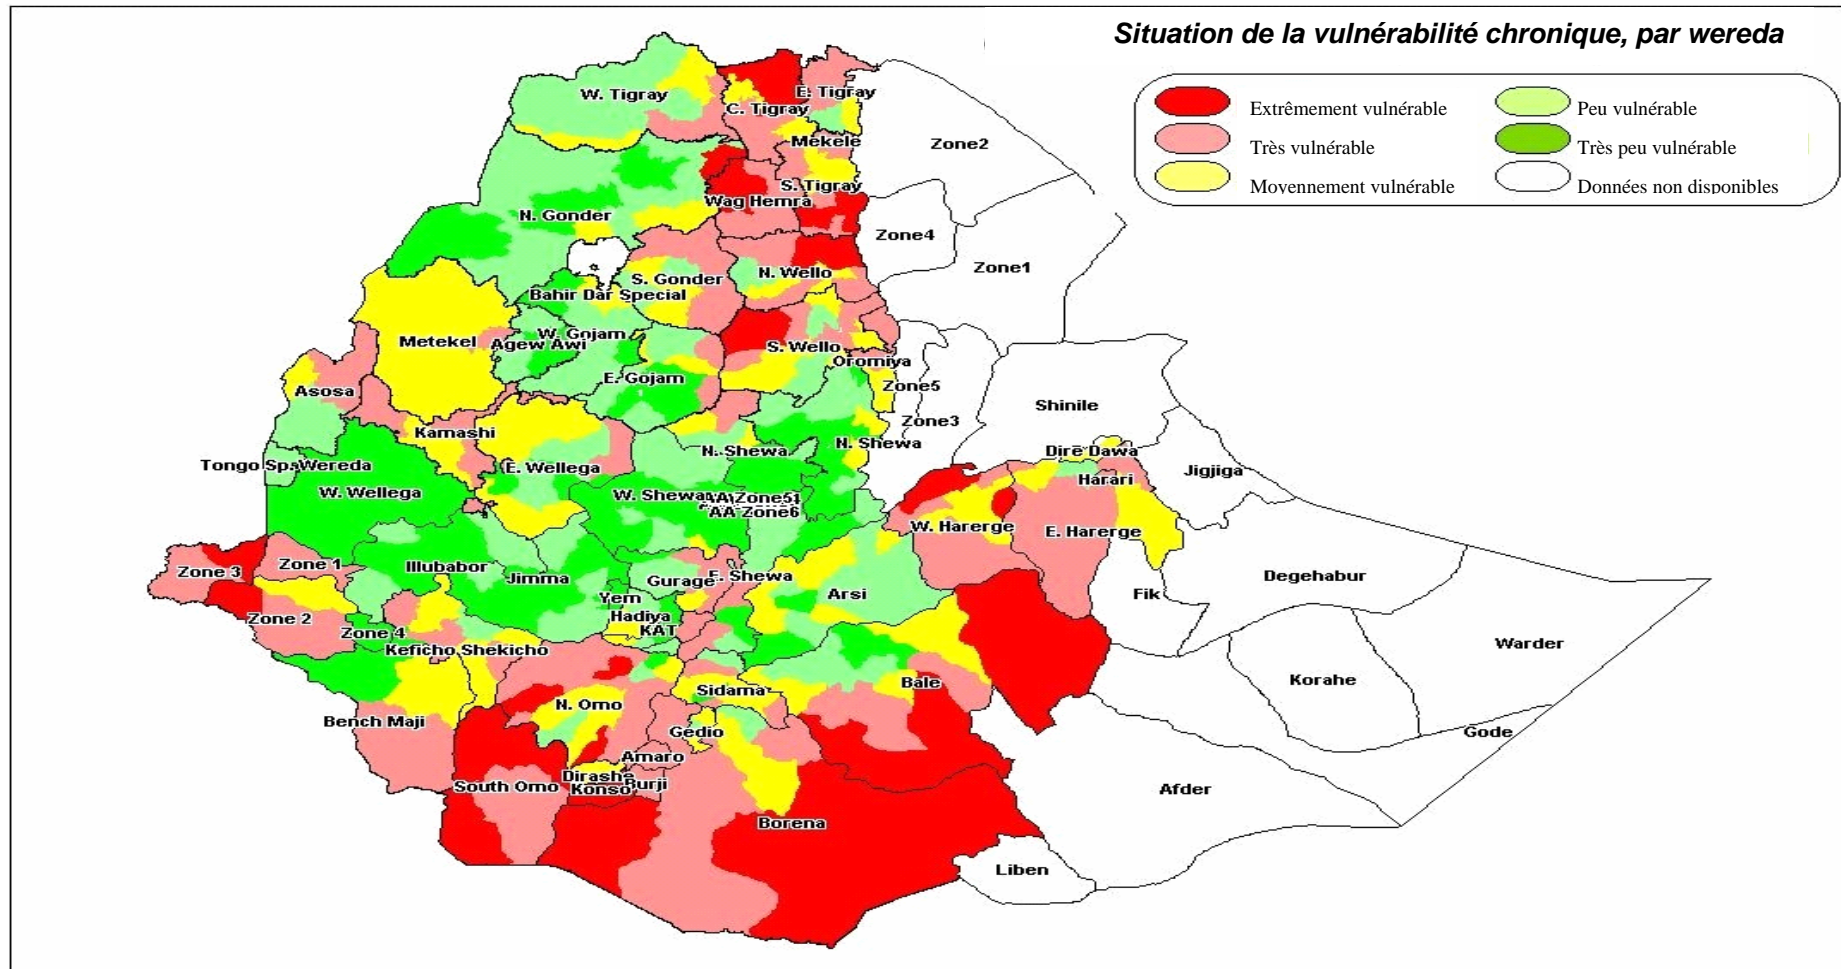 Situation de la vulnérabilité chronique, par wereda
Extrêmement vulnérable
Peu vulnérable
Très vulnérable
Très peu vulnérable
Moyennement vulnérable
Données non disponibles
W. Tigray
C. Tigray
E. Tigray
Mekele
Zone2
S. Tigray
Wag Hemra
N. Gonder
Zone4
Zone1
S. Gonder
N. Wello
Bahir Dar Special
W. Gojam
Metekel
Agew Awi
S. Wello
Oromiya
E. Gojam
Zone5
Asosa
Shinile
Zone3
Kamashi
N. Shewa
N. Shewa
Dire Dawa
Tongo Sp. Wereda
E. Wellega
Jigjiga
Harari
W. Wellega
W. Shewa
AA Zone6
W. Harerge
E. Harerge
Zone 3
Zone 1
Illubabor
Jimma
Gurage
E. Shewa
Degehabur
Arsi
Fik
Yem
Hadiya
Zone 2
KAT
Zone 4
Keficho Shekicho
Warder
Korahe
Bale
Sidama
N. Omo
Bench Maji
Gedio
Gode
Amaro
Dirashe
Burji
South Omo
Konso
Afder
Borena
Liben